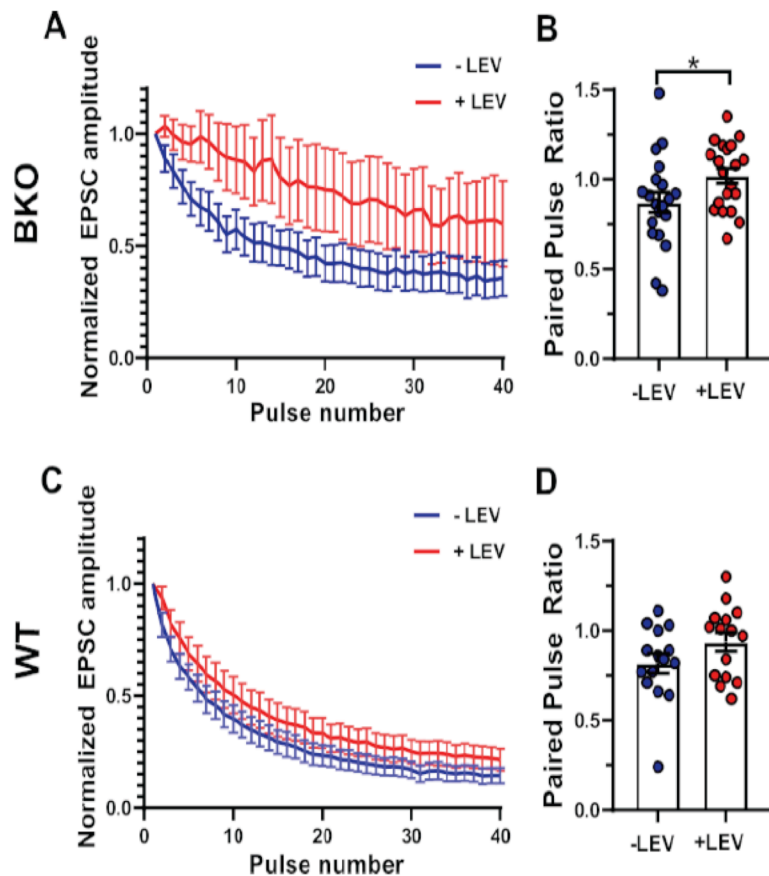 A
BKO
Normalized EPSC amplitude
1.0
0.5
0.0
0
10
20
30
40
Pulse number
- LEV
+ LEV
B
Paired Pulse Ratio
1.5
1.0
0.5
0.0
*
-LEV
+LEV
C
WT
Normalized EPSC amplitude
1.0
0.5
0.0
0
10
20
30
40
Pulse number
- LEV
+ LEV
D
Paired Pulse Ratio
1.5
1.0
0.5
0.0
-LEV
+LEV